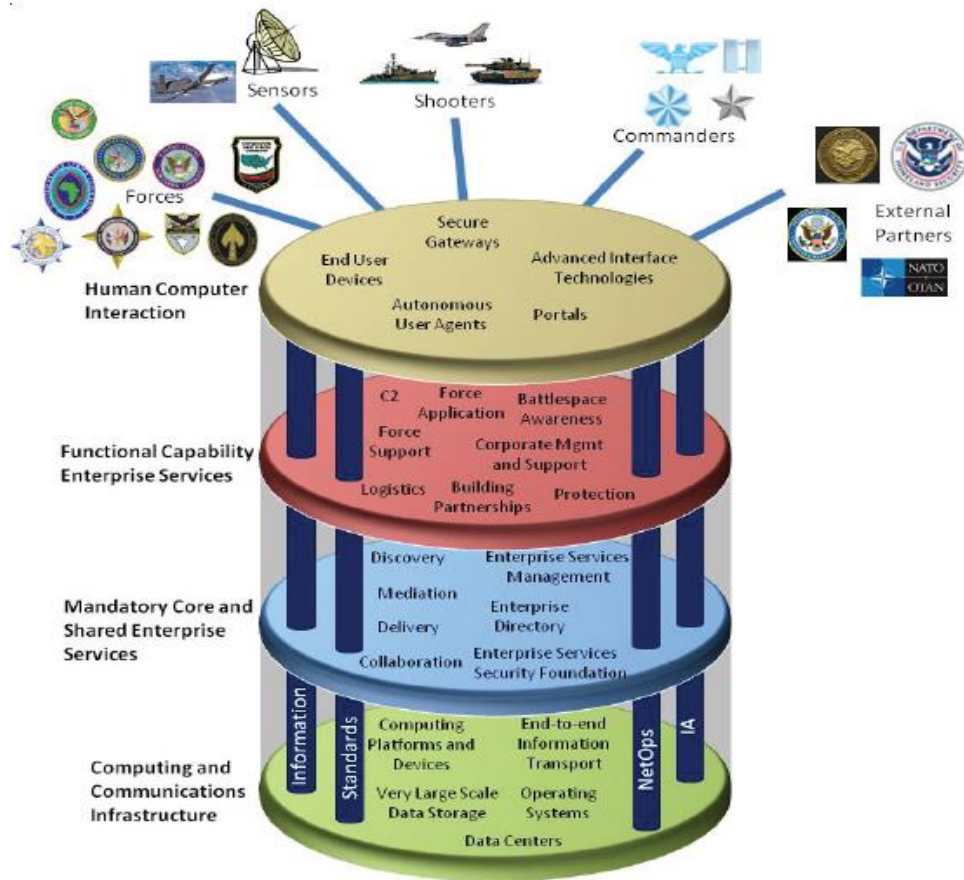 Sensors
Shooters
Commanders
Forces
External
Partners
U.S. DEPARTMENT OF
HOMELAND SECURITY
NATO
OTAN
Human Computer
Interaction
Secure
Gateways
End User
Devices
Advanced Interface
Technologies
Autonomous
User Agents
Portals
Functional Capability
Enterprise Services
C2
Force
Application
Battlespace
Awareness
Force
Support
Corporate Mgmt
and Support
Logistics
Building
Partnerships
Protection
Mandatory Core and
Shared Enterprise
Services
Discovery
Enterprise Services
Management
Mediation
Enterprise
Directory
Delivery
Collaboration
Enterprise Services
Security Foundation
Computing and
Communications
Infrastructure
Information
Standards
NetOps
IA
Computing
Platforms and
Devices
End-to-end
Information
Transport
Very Large Scale
Data Storage
Operating
Systems
Data Centers